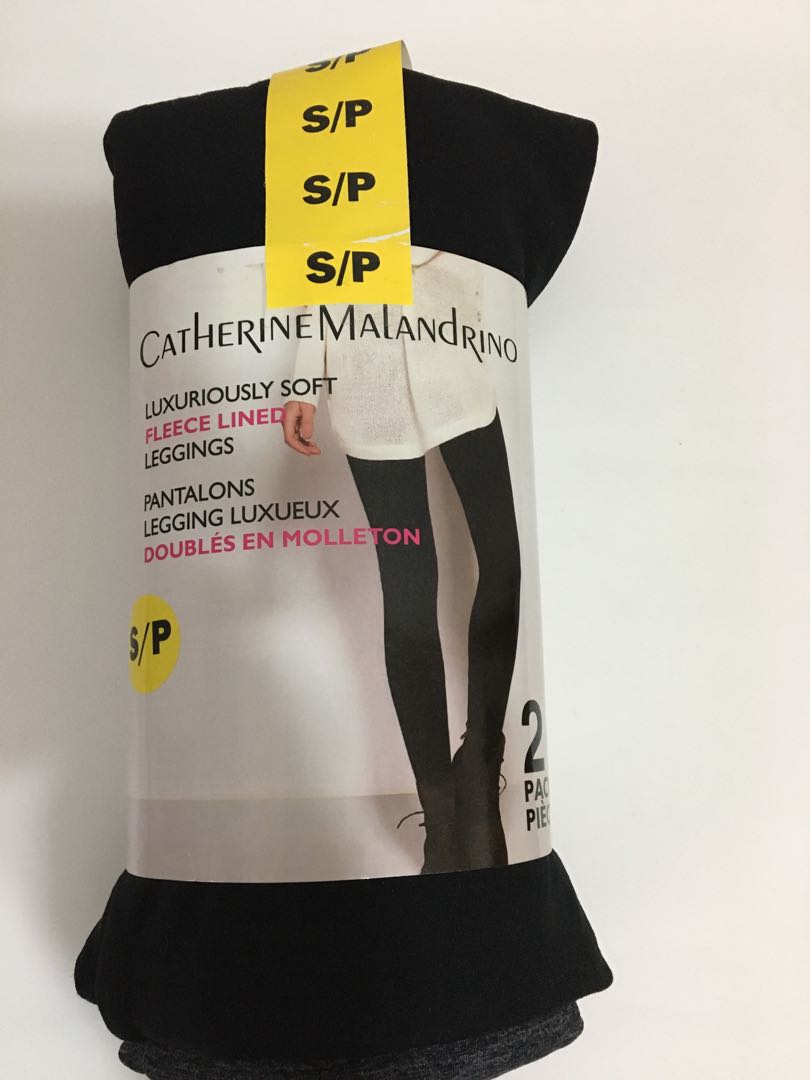 S/P
S/P
S/P
S/P
CATHERINE MALANDRINO
LUXURIOUSLY SOFT
FLEECE LINED
LEGGINGS
PANTALONS
LEGGING LUXUEUX
DOUBLÉS EN MOLLETON
S/P
2